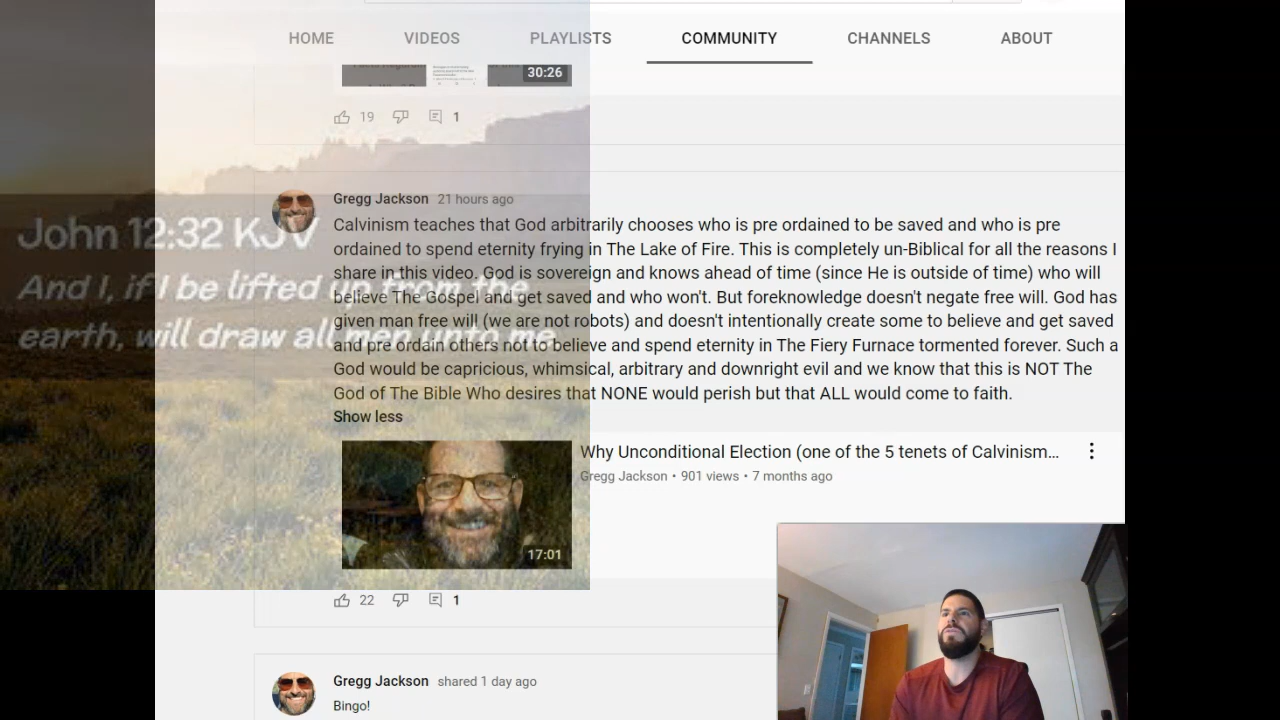 HOME VIDEOS PLAYLISTS COMMUNITY CHANNELS ABOUT
30:26
19 1
Gregg Jackson 21 hours ago
Calvinism teaches that God arbitrarily chooses who is pre ordained to be saved and who is pre
ordained to spend eternity frying in The Lake of Fire. This is completely un-Biblical for all the reasons I
share in this video. God is sovereign and knows ahead of time (since He is outside of time) who will
believe The Gospel and get saved and who won't. But foreknowledge doesn't negate free will. God has
given man free will (we are not robots) and doesn't intentionally create some to believe and get saved
and pre ordain others not to believe and spend eternity in The Fiery Furnace tormented forever. Such a
God would be capricious, whimsical, arbitrary and downright evil and we know that this is NOT The
God of The Bible Who desires that NONE would perish but that ALL would come to faith.
Show less
John 12:32 KJV
And I, if I be lifted up from the
earth, will draw all men unto me
Why Unconditional Election (one of the 5 tenets of Calvinism...
Gregg Jackson • 901 views • 7 months ago
17:01
22 1
Gregg Jackson shared 1 day ago
Bingo!